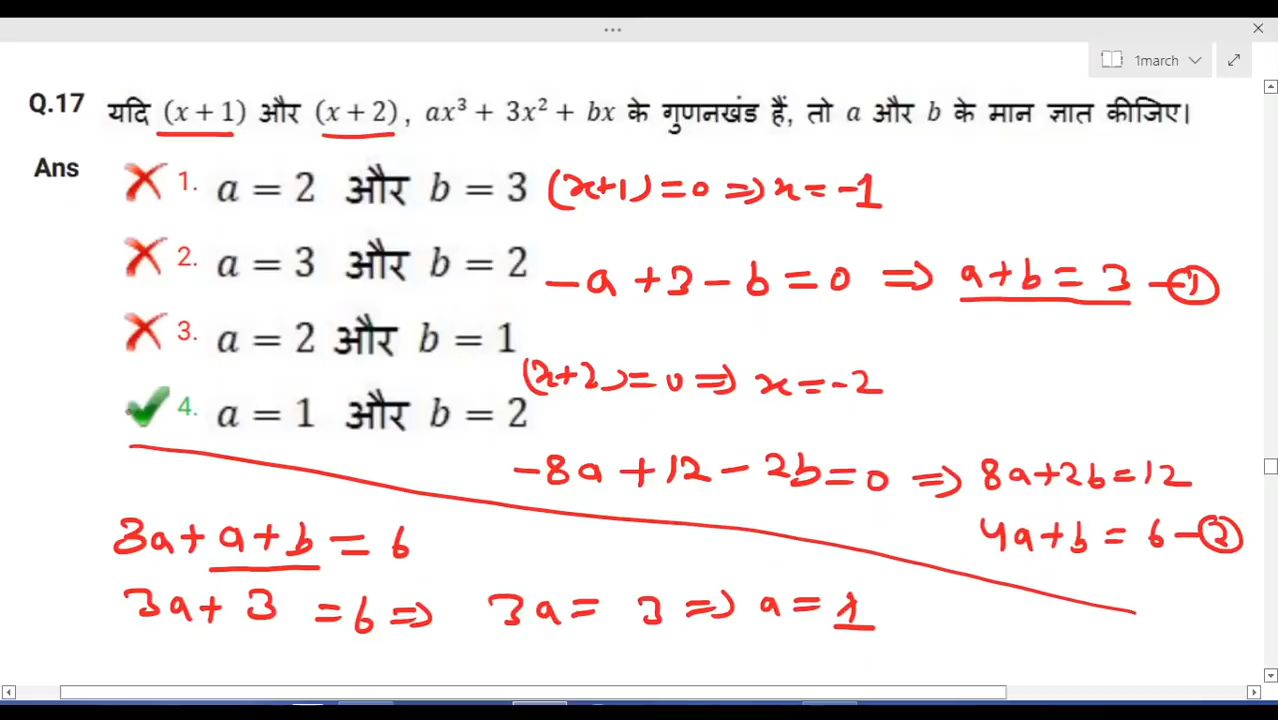 1march
Q.17 यदि (x + 1) और (x + 2), ax³ + 3x² + bx के गुणनखंड हैं, तो a और b के मान ज्ञात कीजिए।
Ans
1. a = 2 और b = 3
(x+1) = 0 ⇒ x = -1
2. a = 3 और b = 2
-a + 3 - b = 0 ⇒ a + b = 3 - ①
3. a = 2 और b = 1
(x+2) = 0 ⇒ x = -2
4. a = 1 और b = 2
-8a + 12 - 2b = 0 ⇒ 8a + 2b = 12
4a + b = 6 - ②
3a + a + b = 6
3a + 3 = 6 ⇒ 3a = 3 ⇒ a = 1